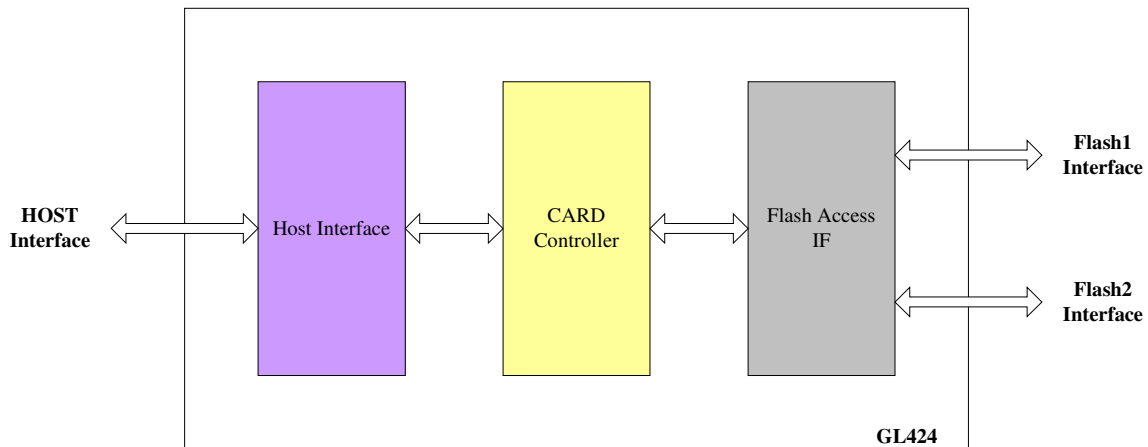 HOST
Interface
Host Interface
CARD
Controller
Flash Access
IF
Flash1
Interface
Flash2
Interface
GL424